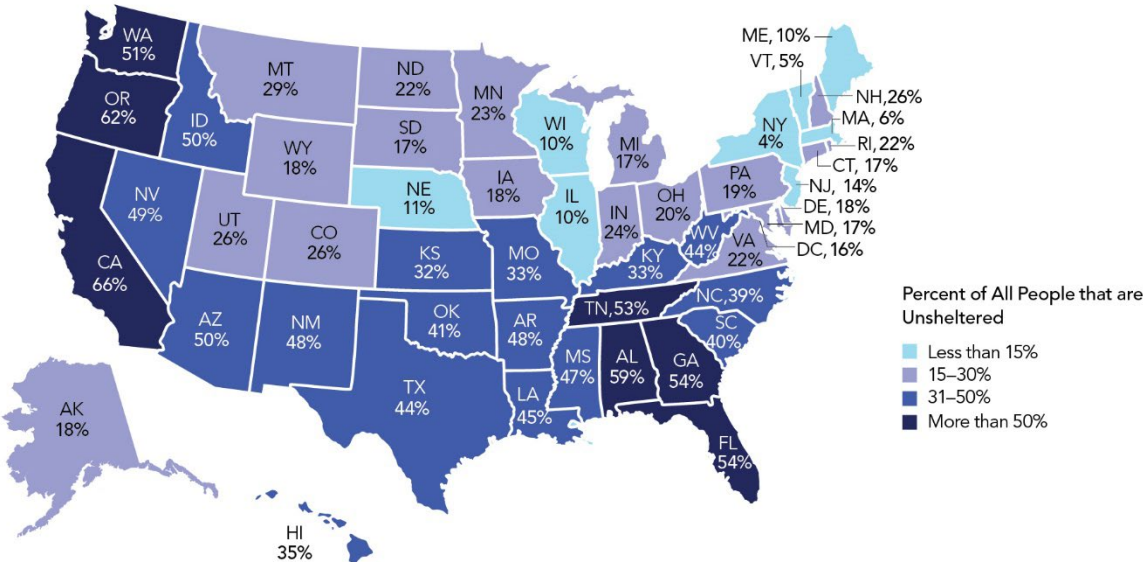 WA
51%
OR
62%
CA
66%
ID
50%
NV
49%
MT
29%
WY
18%
UT
26%
CO
26%
AZ
50%
NM
48%
ND
22%
SD
17%
NE
11%
KS
32%
OK
41%
TX
44%
MN
23%
IA
18%
MO
33%
AR
48%
LA
45%
WI
10%
IL
10%
MI
17%
IN
24%
OH
20%
KY
33%
TN,53%
MS
47%
AL
59%
GA
54%
FL
54%
SC
40%
NC,39%
VA
22%
WV
44%
PA
19%
NY
4%
ME, 10%
VT, 5%
NH,26%
MA, 6%
RI, 22%
CT, 17%
NJ, 14%
DE, 18%
MD, 17%
DC, 16%
AK
18%
HI
35%
Percent of All People that are
Unsheltered
Less than 15%
15–30%
31–50%
More than 50%